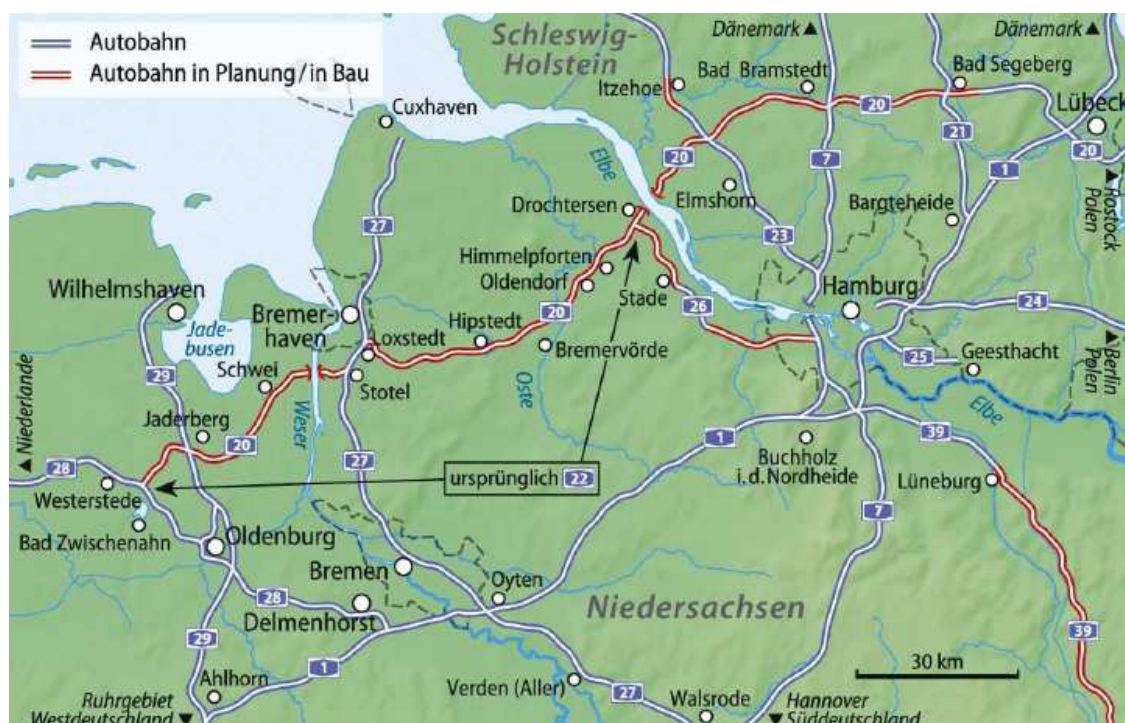 Autobahn
Autobahn in Planung/in Bau
Schleswig-
Holstein
Dänemark ▲
Dänemark ▲
Itzehoe
Bad Bramstedt
Bad Segeberg
Cuxhaven
20
Lübeck
21
20
Elbe
20
7
1
27
Drochtersen
Elmshorn
Bargteheide
Rostock
Polen
23
Himmelpforten
Oldendorf
Wilhelmshaven
Stade
26
Hamburg
24
Bremer-
haven
20
Jade-
busen
Hipstedt
Loxstedt
Bremervörde
25
Geesthacht
Berlin
Polen
29
Schwei
Stotel
Oste
Elbe
Niederlande
Weser
Jaderberg
20
1
39
28
27
Buchholz
i.d. Nordheide
ursprünglich 22
Westerstede
Lüneburg
7
Bad Zwischenahn
Oldenburg
Bremen
Oyten
28
Delmenhorst
Niedersachsen
29
39
1
30 km
Ahlhorn
Verden (Aller)
27
Walsrode
Ruhrgebiet
Westdeutschland ▼
Hannover
Süddeutschland